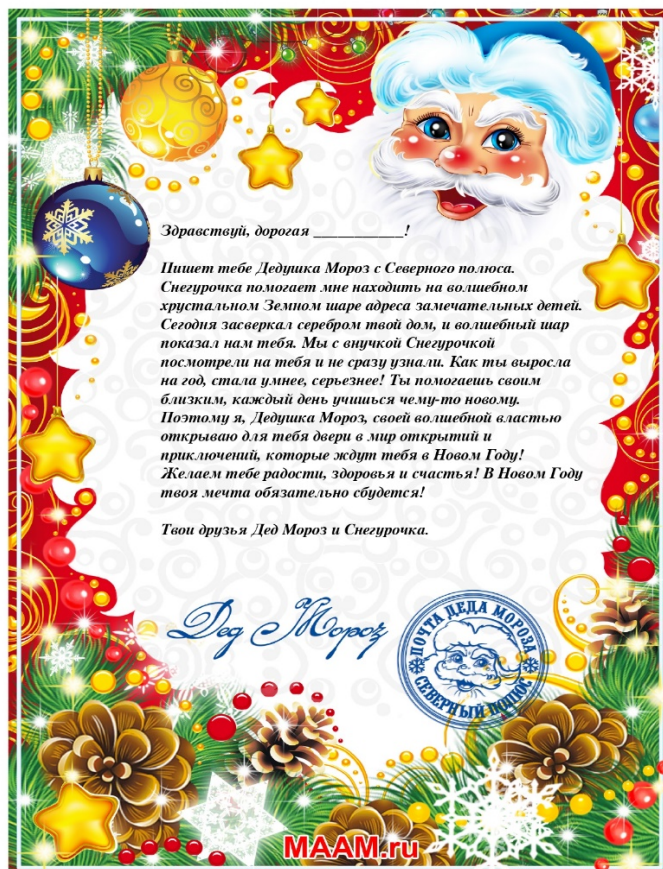 Здравствуй, дорогая ___________!
Пишет тебе Дедушка Мороз с Северного полюса.
Снегурочка помогает мне находить на волшебном
хрустальном Земном шаре адреса замечательных детей.
Сегодня засверкал серебром твой дом, и волшебный шар
показал нам тебя. Мы с внучкой Снегурочкой
посмотрели на тебя и не сразу узнали. Как ты выросла
на год, стала умнее, серьезнее! Ты помогаешь своим
близким, каждый день учишься чему-то новому.
Поэтому я, Дедушка Мороз, своей волшебной властью
открываю для тебя двери в мир открытий и
приключений, которые ждут тебя в Новом Году!
Желаем тебе радости, здоровья и счастья! В Новом Году
твоя мечта обязательно сбудется!
Твои друзья Дед Мороз и Снегурочка.
Дед Мороз
ПОЧТА ДЕДА МОРОЗА
СЕВЕРНЫЙ ПОЛЮС
MAAM.ru